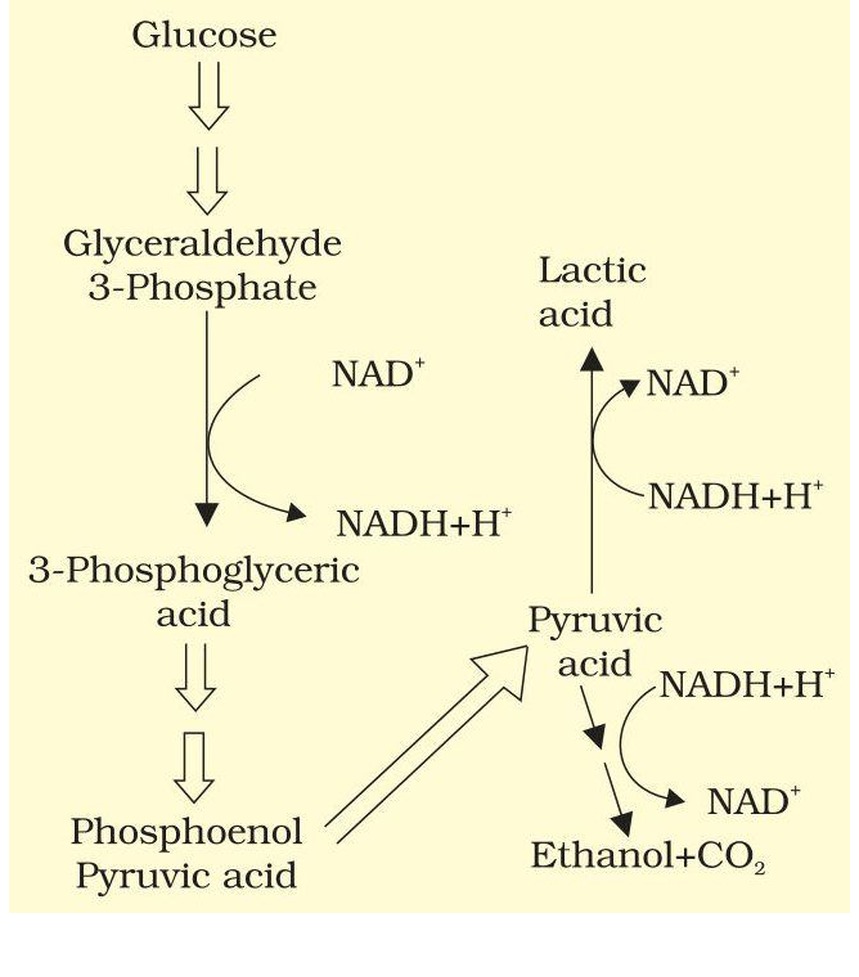 Glucose
Glyceraldehyde
3-Phosphate
NAD⁺
NADH+H⁺
3-Phosphoglyceric
acid
Phosphoenol
Pyruvic acid
Lactic
acid
NAD⁺
NADH+H⁺
Pyruvic
acid
NADH+H⁺
NAD⁺
Ethanol+CO₂